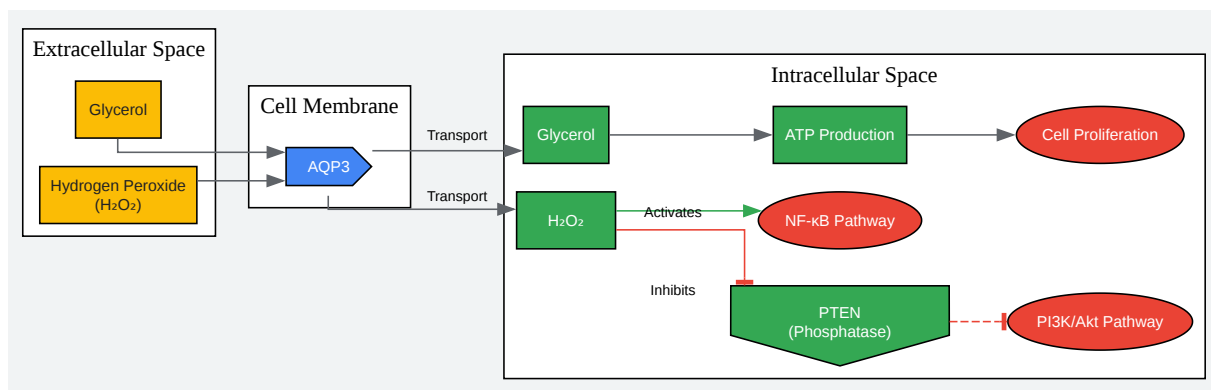 Extracellular Space
Glycerol
Hydrogen Peroxide
(H₂O₂)
Cell Membrane
AQP3
Transport
Transport
Intracellular Space
Glycerol
ATP Production
Cell Proliferation
H₂O₂
Activates
NF-κB Pathway
Inhibits
PTEN
(Phosphatase)
PI3K/Akt Pathway